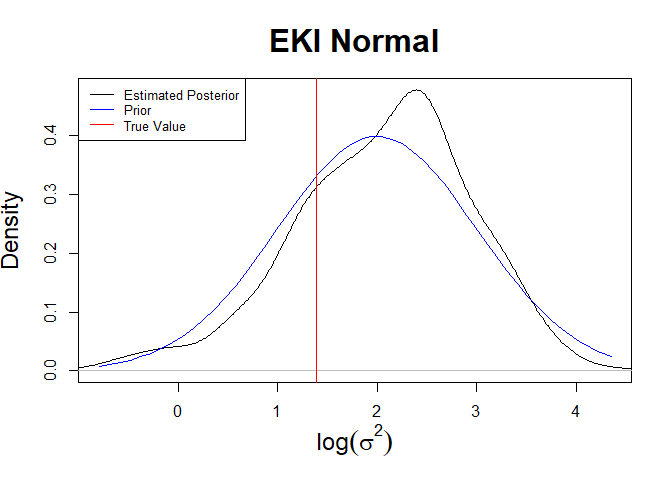 EKI Normal
Estimated Posterior
Prior
True Value
Density
0.0
0.1
0.2
0.3
0.4
0
1
2
3
4
log(σ²)